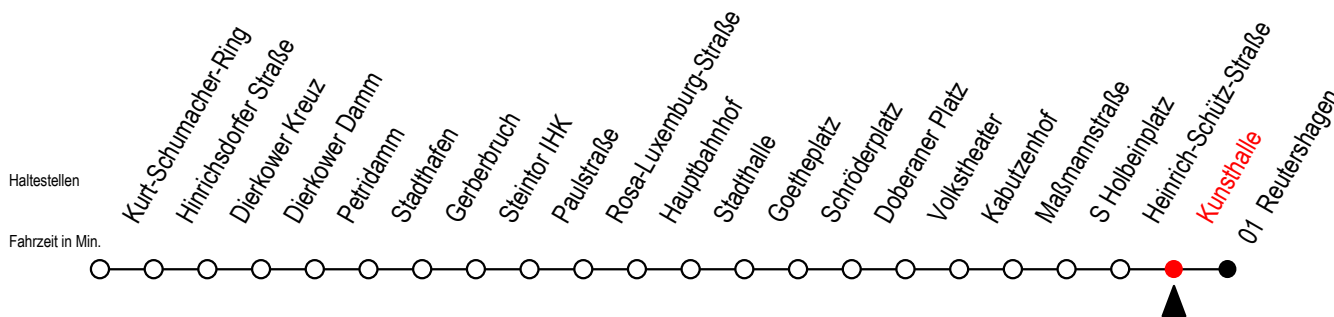 Haltestellen
Fahrzeit in Min.
Kurt-Schumacher-Ring
Hinrichsdorfer Straße
Dierkower Kreuz
Dierkower Damm
Petridamm
Stadthafen
Gerberbruch
Steintor IHK
Paulstraße
Rosa-Luxemburg-Straße
Hauptbahnhof
Stadthalle
Goetheplatz
Schröderplatz
Doberaner Platz
Volkstheater
Kabutzenhof
Maßmannstraße
S Holbeinplatz
Heinrich-Schütz-Straße
Kunsthalle
01 Reutershagen